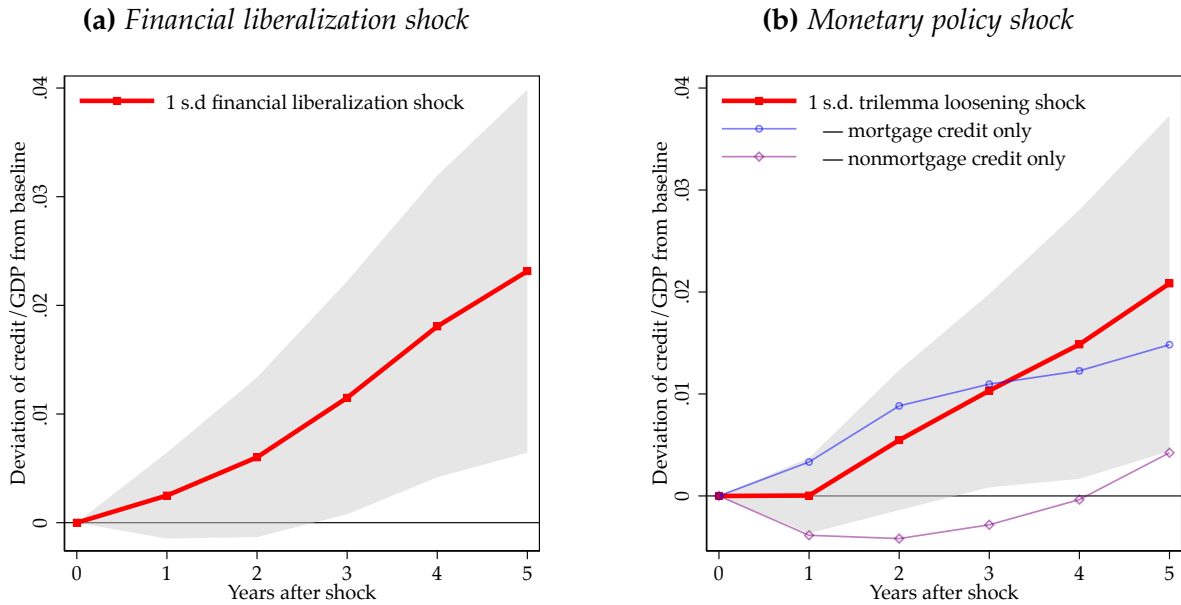 (a) Financial liberalization shock
.04
.03
.02
.01
0
Deviation of credit / GDP from baseline
1 s.d financial liberalization shock
0 1 2 3 4 5
Years after shock
(b) Monetary policy shock
.04
.03
.02
.01
0
Deviation of credit / GDP from baseline
1 s.d. trilemma loosening shock
— mortgage credit only
— nonmortgage credit only
0 1 2 3 4 5
Years after shock